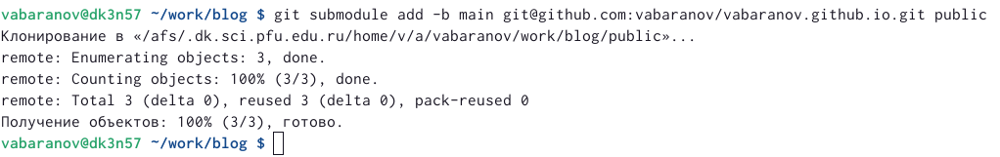 vabaranov@dk3n57 ~/work/blog $ git submodule add -b main git@github.com:vabaranov/vabaranov.github.io.git public
Клонирование в «/afs/.dk.sci.pfu.edu.ru/home/v/a/vabaranov/work/blog/public»...
remote: Enumerating objects: 3, done.
remote: Counting objects: 100% (3/3), done.
remote: Total 3 (delta 0), reused 3 (delta 0), pack-reused 0
Получение объектов: 100% (3/3), готово.
vabaranov@dk3n57 ~/work/blog $